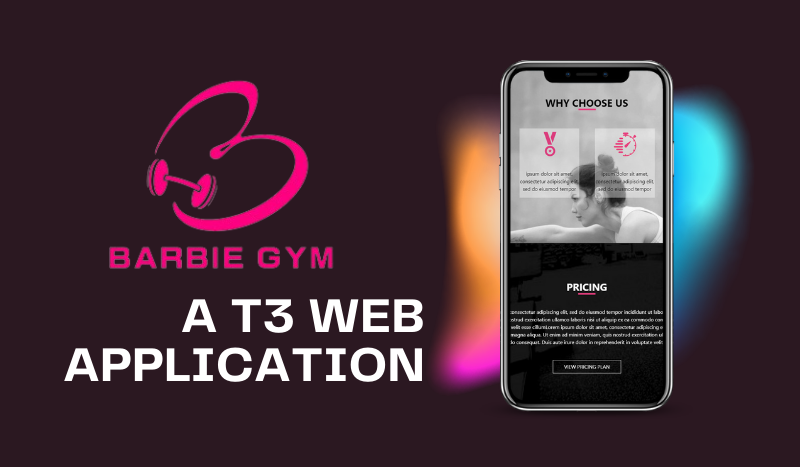 BARBIE GYM
A T3 WEB
APPLICATION
WHY CHOOSE US
ipsum dolor sit amet,
consectetur adipiscing elit,
sed do eiusmod tempor
ipsum dolor sit amet,
consectetur adipiscing elit,
sed do eiusmod tempor
PRICING
consectetur adipiscing elit, sed do eiusmod tempor incididunt ut labo
nostrud exercitation ullamco laboris nisi ut aliquip ex ea commodo con
velit esse cillumLorem ipsum dolor sit amet, consectetur adipiscing e
magna aliqua. Ut enim ad minim veniam, quis nostrud exercitation ul
do consequat. Duis aute irure dolor in reprehenderit in voluptate velit
VIEW PRICING PLAN